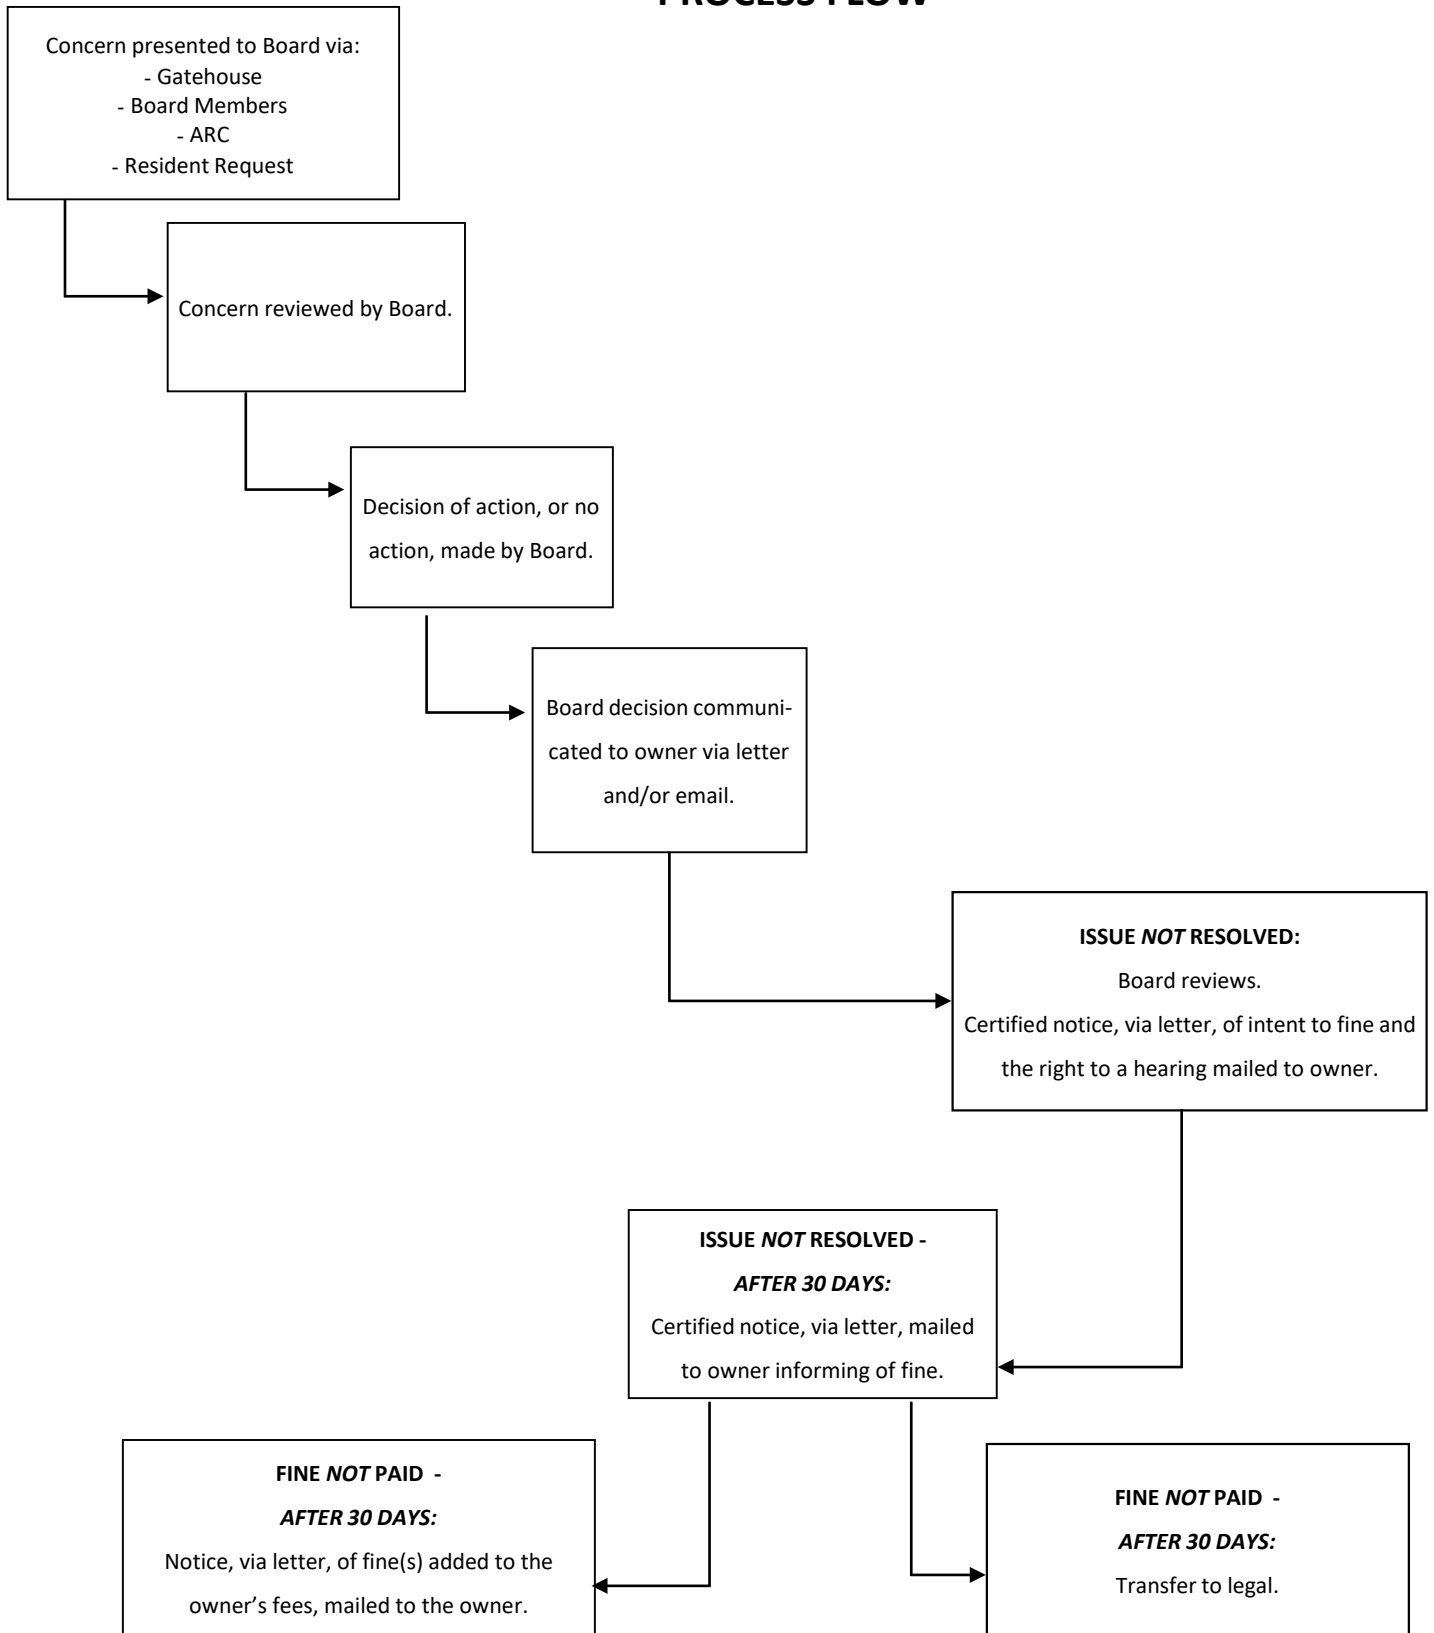 PROCESS FLOW
Concern presented to Board via:
- Gatehouse
- Board Members
- ARC
- Resident Request
Concern reviewed by Board.
Decision of action, or no
action, made by Board.
Board decision communi-
cated to owner via letter
and/or email.
ISSUE NOT RESOLVED:
Board reviews.
Certified notice, via letter, of intent to fine and
the right to a hearing mailed to owner.
ISSUE NOT RESOLVED -
AFTER 30 DAYS:
Certified notice, via letter, mailed
to owner informing of fine.
FINE NOT PAID -
AFTER 30 DAYS:
Notice, via letter, of fine(s) added to the
owner’s fees, mailed to the owner.
FINE NOT PAID -
AFTER 30 DAYS:
Transfer to legal.